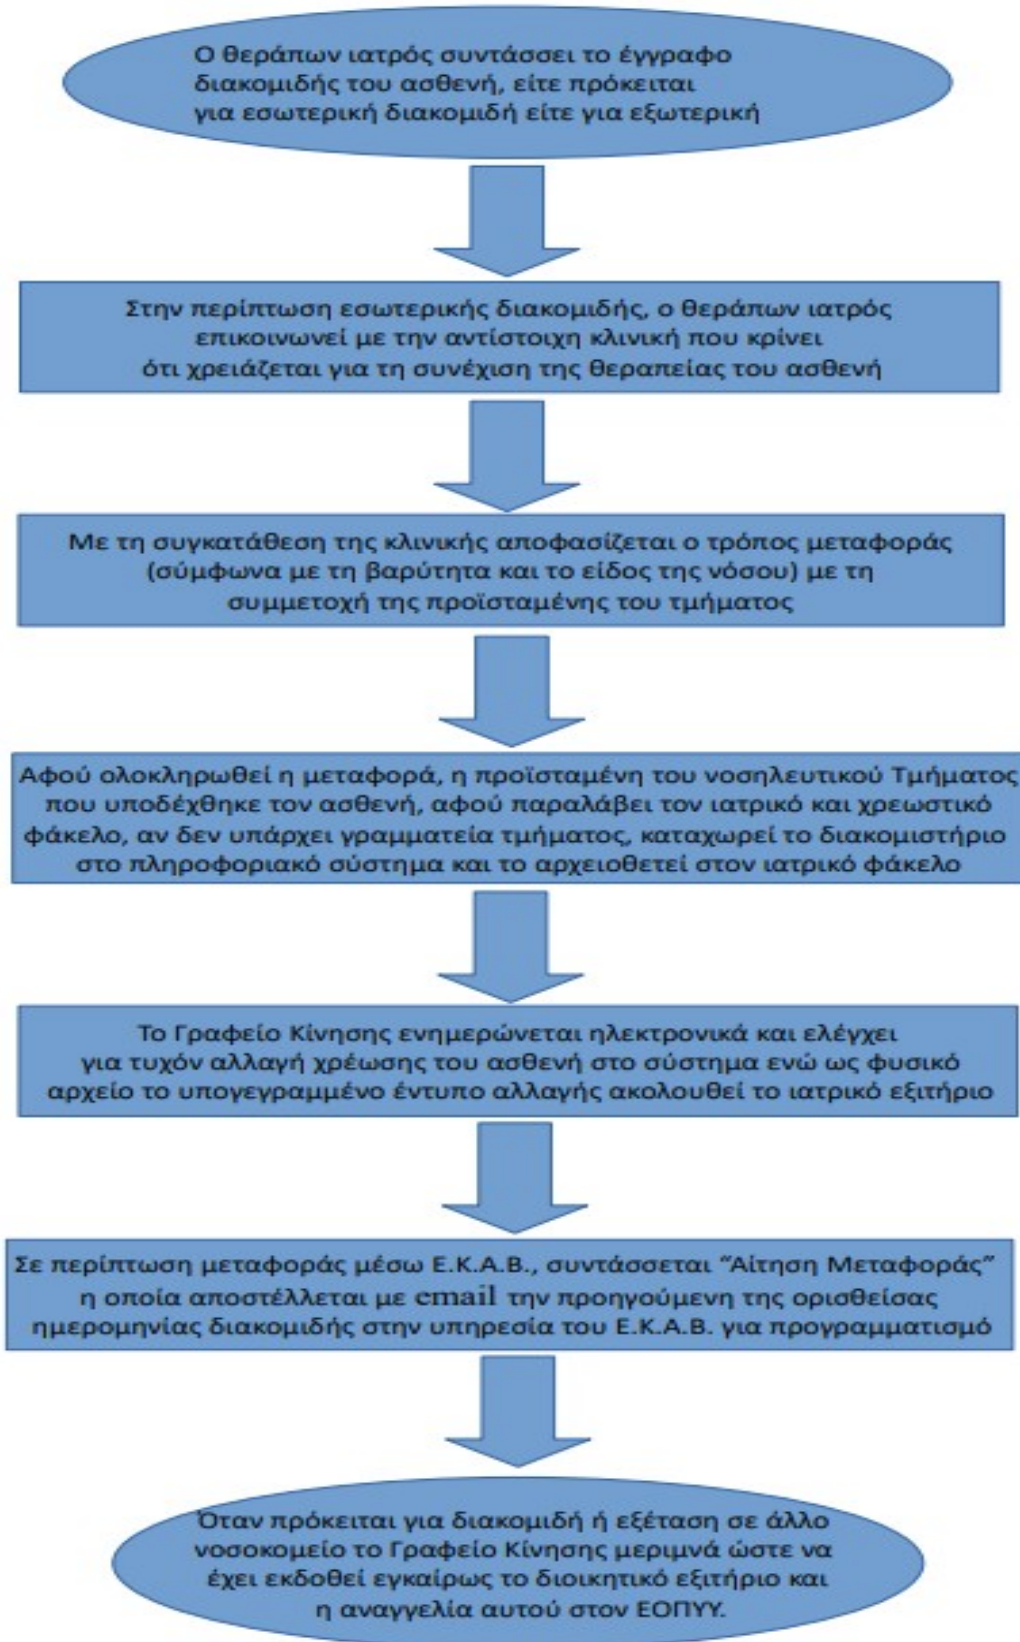 Ο θεράπων ιατρός συντάσσει το έγγραφο
διακομιδής του ασθενή, είτε πρόκειται
για εσωτερική διακομιδή είτε για εξωτερική
Στην περίπτωση εσωτερικής διακομιδής, ο θεράπων ιατρός
επικοινωνεί με την αντίστοιχη κλινική που κρίνει
ότι χρειάζεται για τη συνέχιση της θεραπείας του ασθενή
Με τη συγκατάθεση της κλινικής αποφασίζεται ο τρόπος μεταφοράς
(σύμφωνα με τη βαρύτητα και το είδος της νόσου) με τη
συμμετοχή της προϊσταμένης του τμήματος
Αφού ολοκληρωθεί η μεταφορά, η προϊσταμένη του νοσηλευτικού Τμήματος
που υποδέχθηκε τον ασθενή, αφού παραλάβει τον ιατρικό και χρεωστικό
φάκελο, αν δεν υπάρχει γραμματεία τμήματος, καταχωρεί το διακομιστήριο
στο πληροφοριακό σύστημα και το αρχειοθετεί στον ιατρικό φάκελο
Το Γραφείο Κίνησης ενημερώνεται ηλεκτρονικά και ελέγχει
για τυχόν αλλαγή χρέωσης του ασθενή στο σύστημα ενώ ως φυσικό
αρχείο το υπογεγραμμένο έντυπο αλλαγής ακολουθεί το ιατρικό εξιτήριο
Σε περίπτωση μεταφοράς μέσω Ε.Κ.Α.Β., συντάσσεται “Αίτηση Μεταφοράς”
η οποία αποστέλλεται με email την προηγούμενη της ορισθείσας
ημερομηνίας διακομιδής στην υπηρεσία του Ε.Κ.Α.Β. για προγραμματισμό
Όταν πρόκειται για διακομιδή ή εξέταση σε άλλο
νοσοκομείο το Γραφείο Κίνησης μεριμνά ώστε να
έχει εκδοθεί εγκαίρως το διοικητικό εξιτήριο και
η αναγγελία αυτού στον ΕΟΠΥΥ.